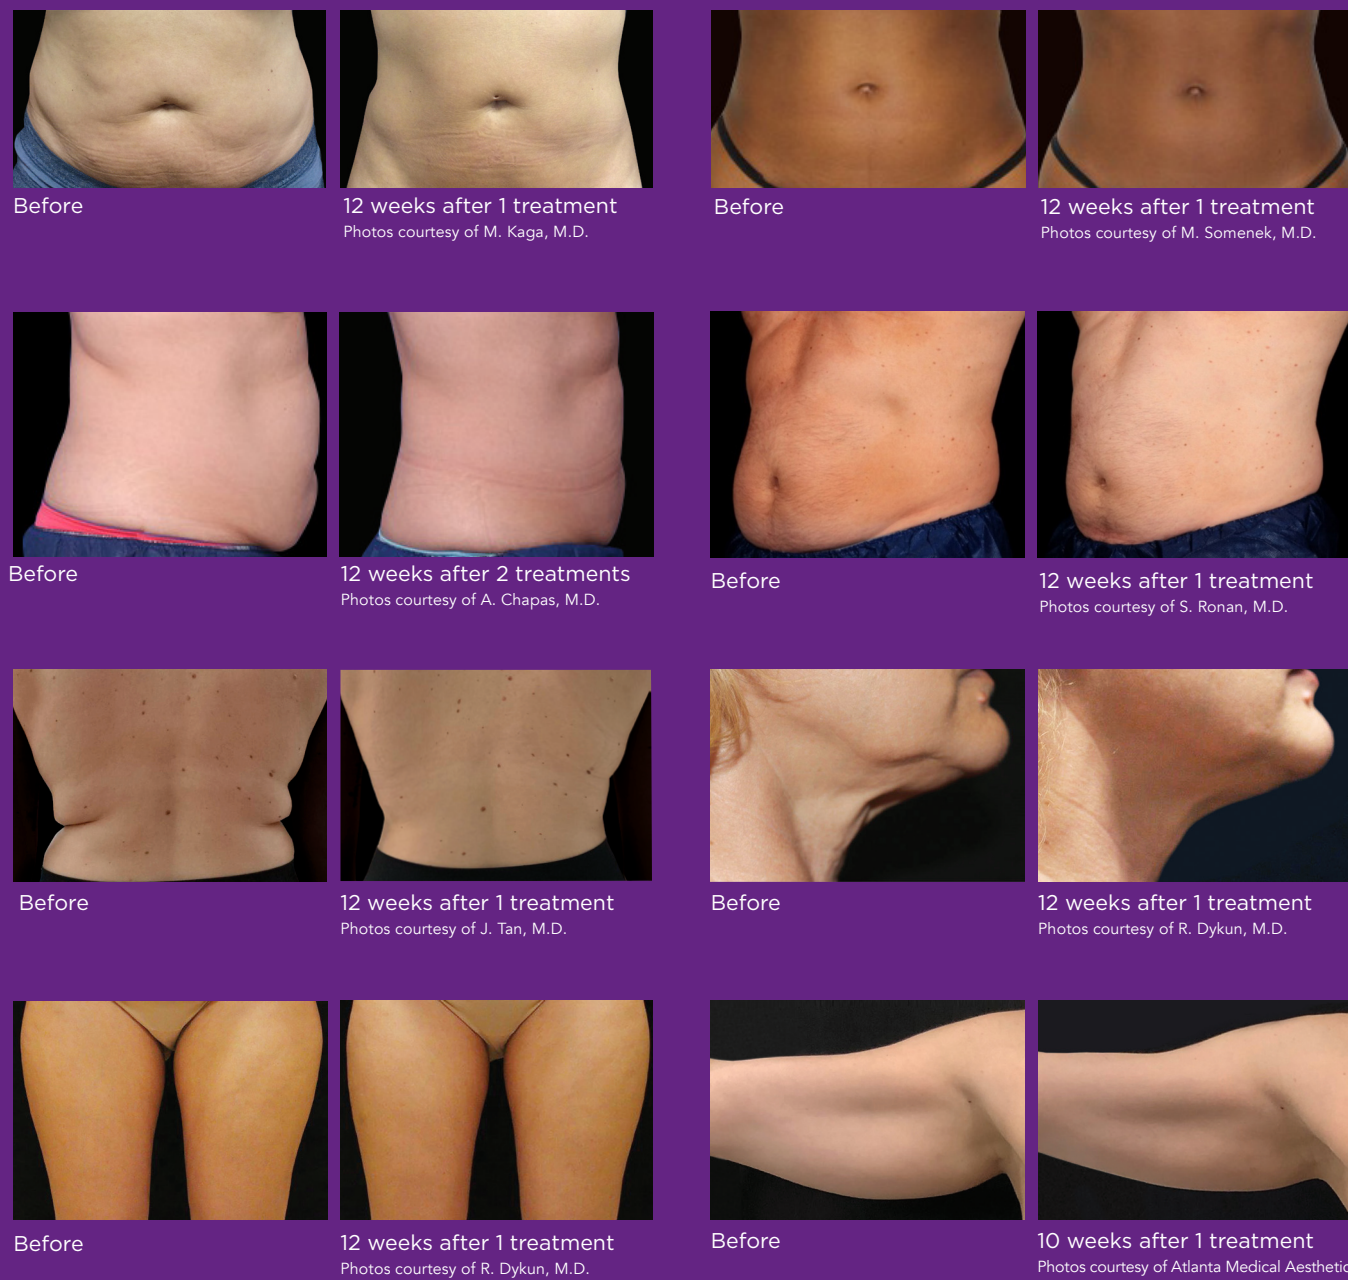 Before
12 weeks after 1 treatment
Photos courtesy of M. Kaga, M.D.
Before
12 weeks after 1 treatment
Photos courtesy of M. Somenek, M.D.
Before
12 weeks after 2 treatments
Photos courtesy of A. Chapas, M.D.
Before
12 weeks after 1 treatment
Photos courtesy of S. Ronan, M.D.
Before
12 weeks after 1 treatment
Photos courtesy of J. Tan, M.D.
Before
12 weeks after 1 treatment
Photos courtesy of R. Dykun, M.D.
Before
12 weeks after 1 treatment
Photos courtesy of R. Dykun, M.D.
Before
10 weeks after 1 treatment
Photos courtesy of Atlanta Medical Aesthetic